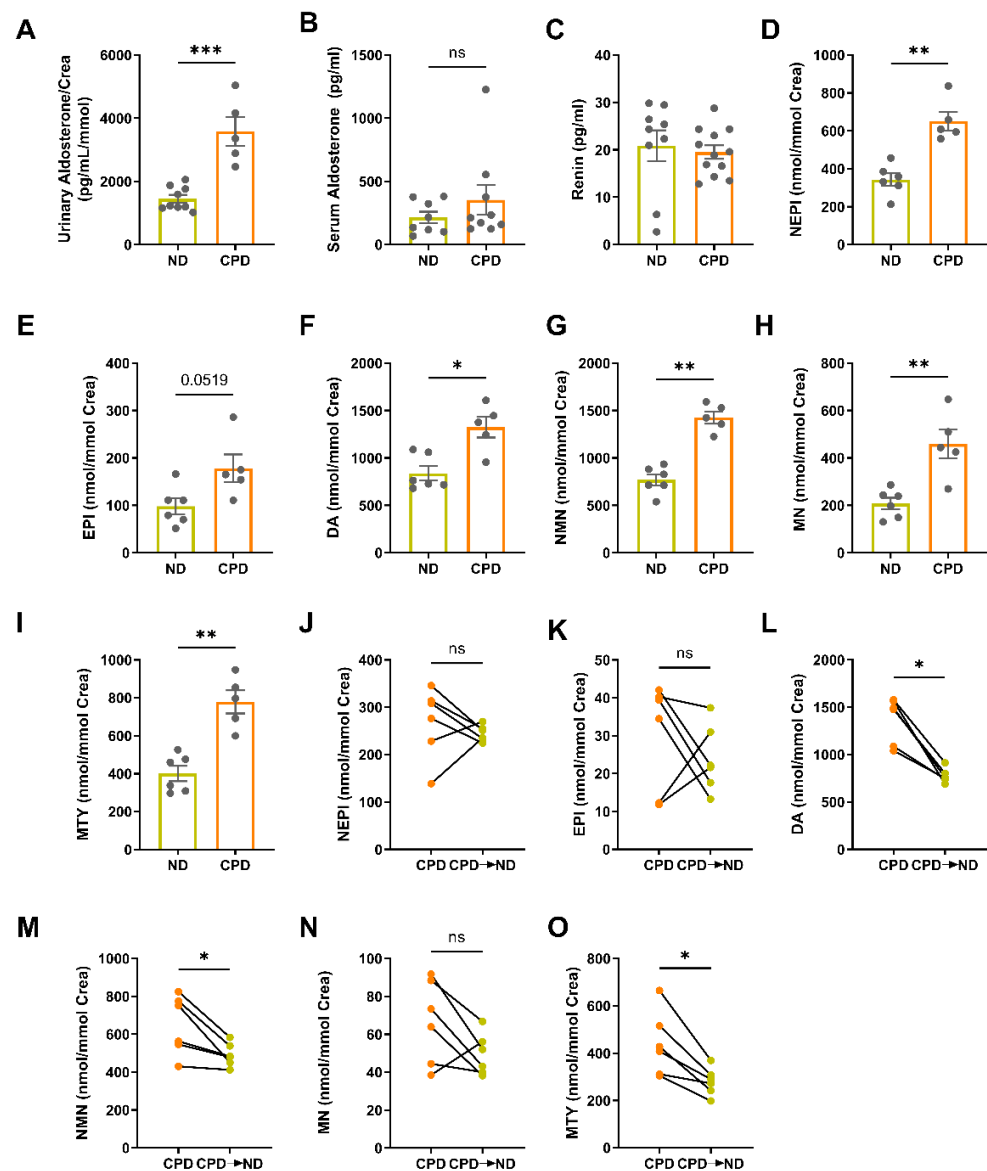 A
Urinary Aldosterone/Crea
(pg/mL/mmol)
6000
4000
2000
0
***
ND
CPD
B
Serum Aldosterone (pg/ml)
1500
1000
500
0
ns
ND
CPD
C
Renin (pg/ml)
40
30
20
10
0
ND
CPD
D
NEPI (nmol/mmol Crea)
1000
800
600
400
200
0
**
ND
CPD
E
EPI (nmol/mmol Crea)
400
300
200
100
0
0.0519
ND
CPD
F
DA (nmol/mmol Crea)
2000
1500
1000
500
0
*
ND
CPD
G
NMN (nmol/mmol Crea)
2000
1500
1000
500
0
**
ND
CPD
H
MN (nmol/mmol Crea)
800
600
400
200
0
**
ND
CPD
I
MTY (nmol/mmol Crea)
1000
800
600
400
200
0
**
ND
CPD
J
NEPI (nmol/mmol Crea)
400
300
200
100
0
ns
CPD
CPD→ND
K
EPI (nmol/mmol Crea)
50
40
30
20
10
0
ns
CPD
CPD→ND
L
DA (nmol/mmol Crea)
2000
1500
1000
500
0
*
CPD
CPD→ND
M
NMN (nmol/mmol Crea)
1000
800
600
400
200
0
*
CPD
CPD→ND
N
MN (nmol/mmol Crea)
100
80
60
40
20
0
ns
CPD
CPD→ND
O
MTY (nmol/mmol Crea)
800
600
400
200
0
*
CPD
CPD→ND